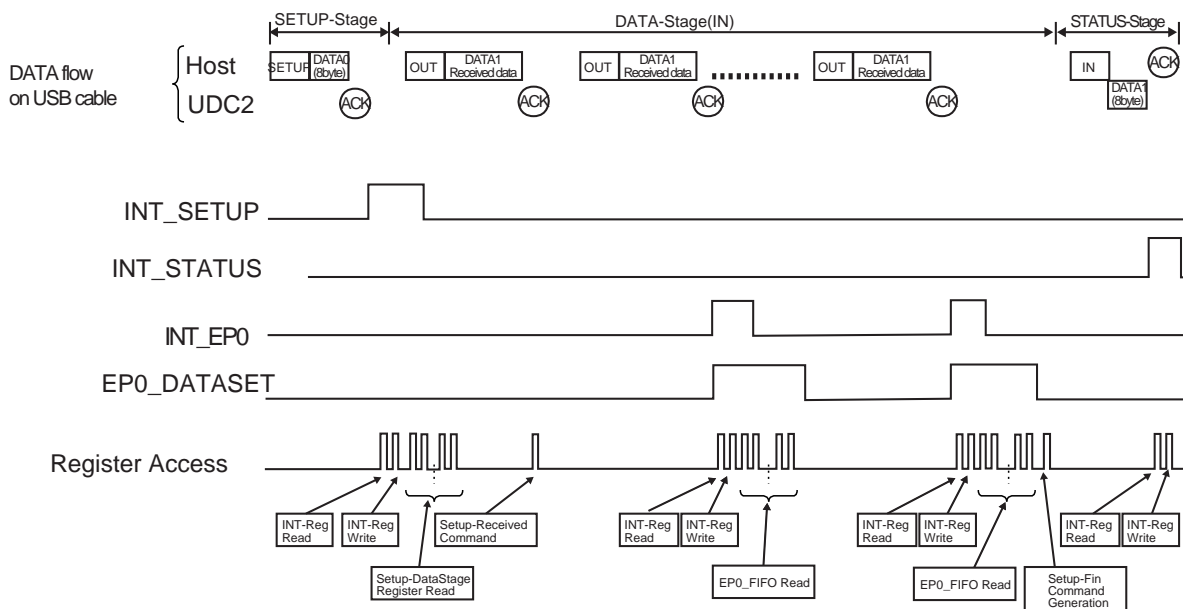 SETUP-Stage
DATA-Stage(IN)
STATUS-Stage
DATA flow
on USB cable
Host
UDC2
SETUP
DATA0
(8byte)
ACK
OUT
DATA1
Received data
ACK
OUT
DATA1
Received data
ACK
OUT
DATA1
Received data
ACK
IN
DATA1
(8byte)
ACK
INT_SETUP
INT_STATUS
INT_EP0
EP0_DATASET
Register Access
INT-Reg
Read
INT-Reg
Write
Setup-DataStage
Register Read
Setup-Received
Command
INT-Reg
Read
INT-Reg
Write
EP0_FIFO Read
INT-Reg
Read
INT-Reg
Write
EP0_FIFO Read
Setup-Fin
Command
Generation
INT-Reg
Read
INT-Reg
Write